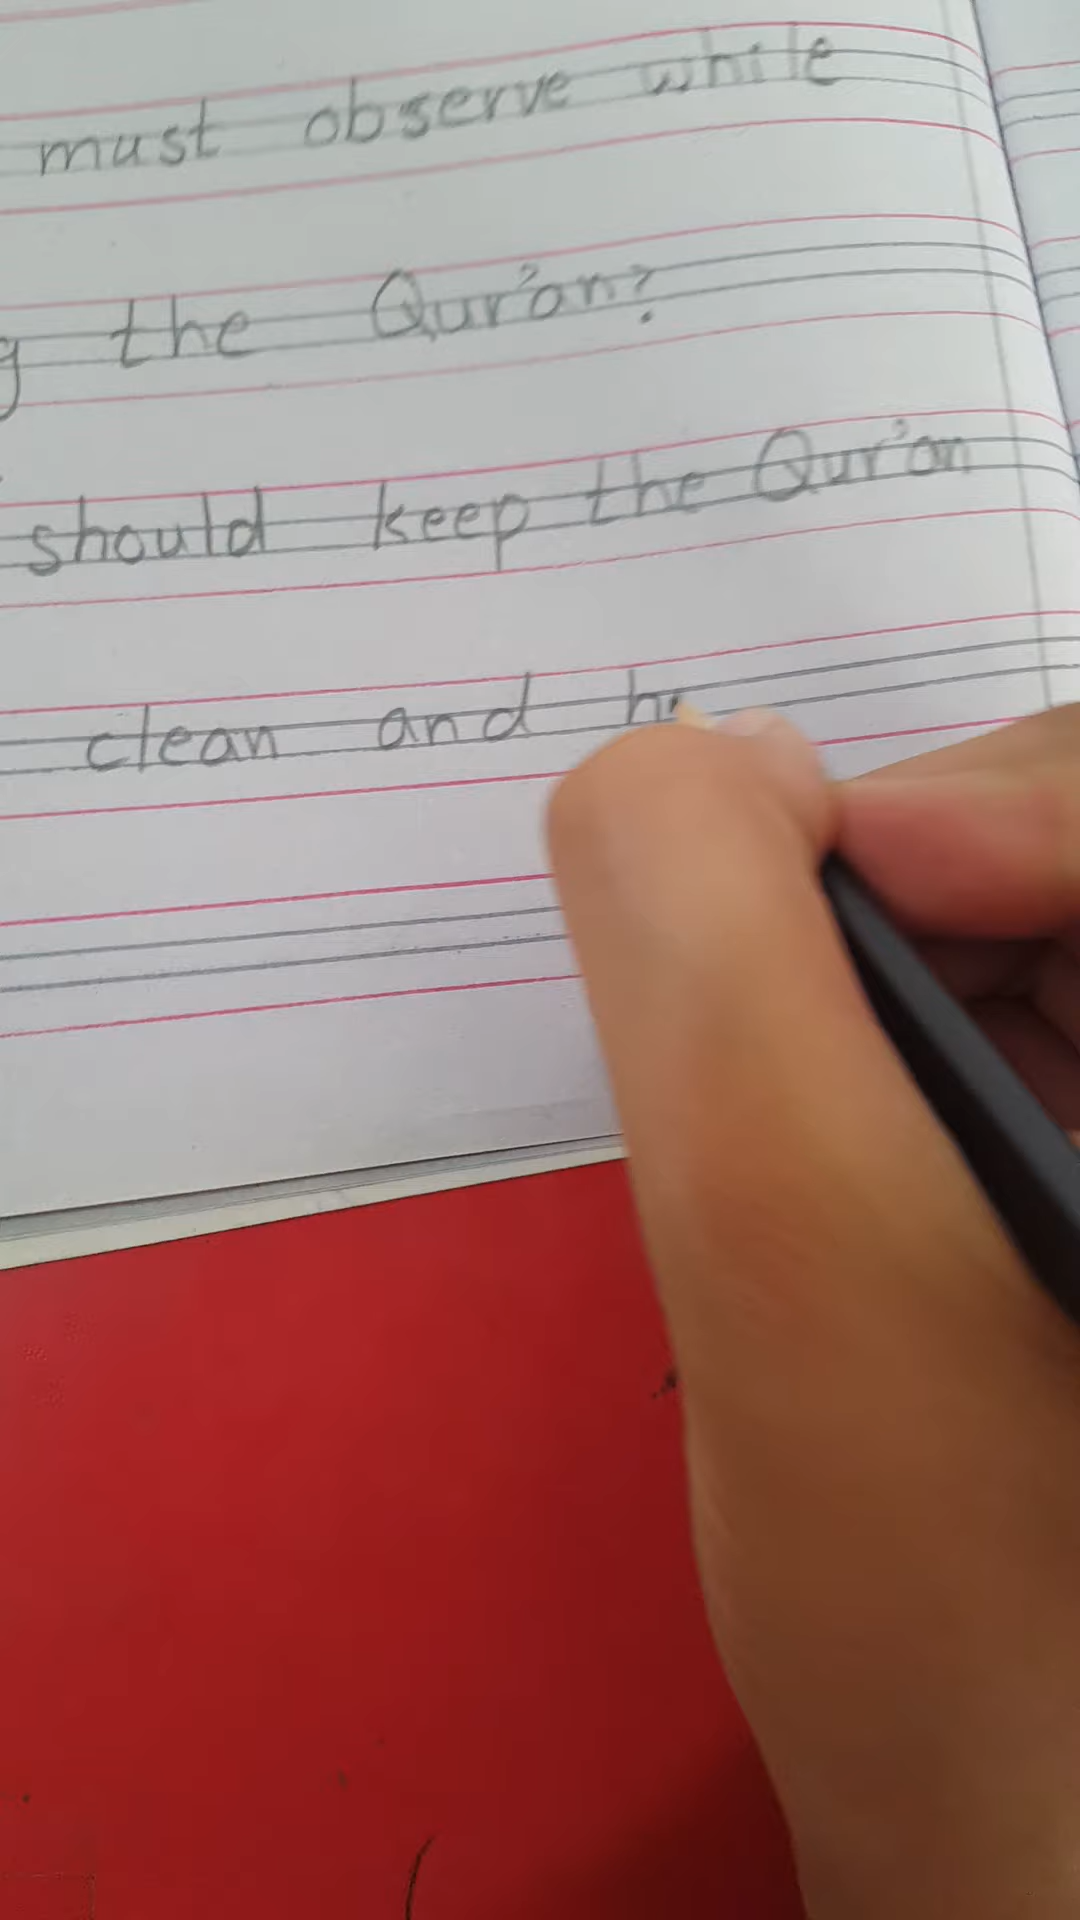 must observe while
the Qur'an?
should keep the Qur'an
clean and